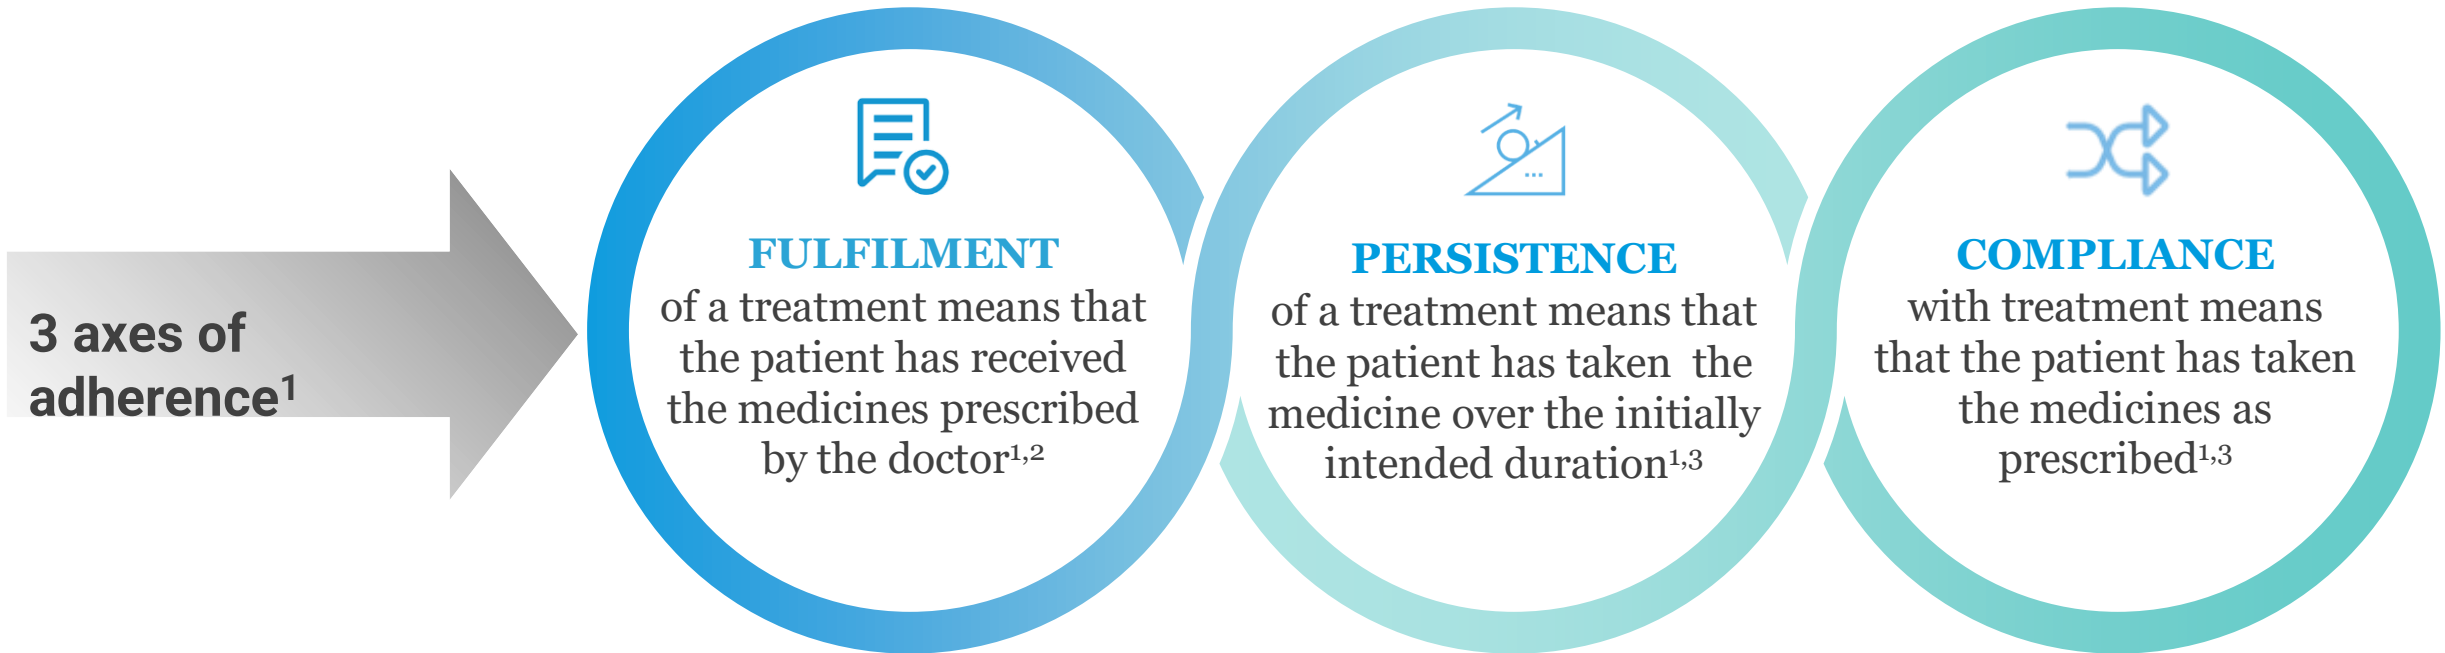 3 axes of
adherence¹
FULFILMENT
of a treatment means that
the patient has received
the medicines prescribed
by the doctor¹,²
PERSISTENCE
of a treatment means that
the patient has taken  the
medicine over the initially
intended duration¹,³
COMPLIANCE
with treatment means
that the patient has taken
the medicines as
prescribed¹,³